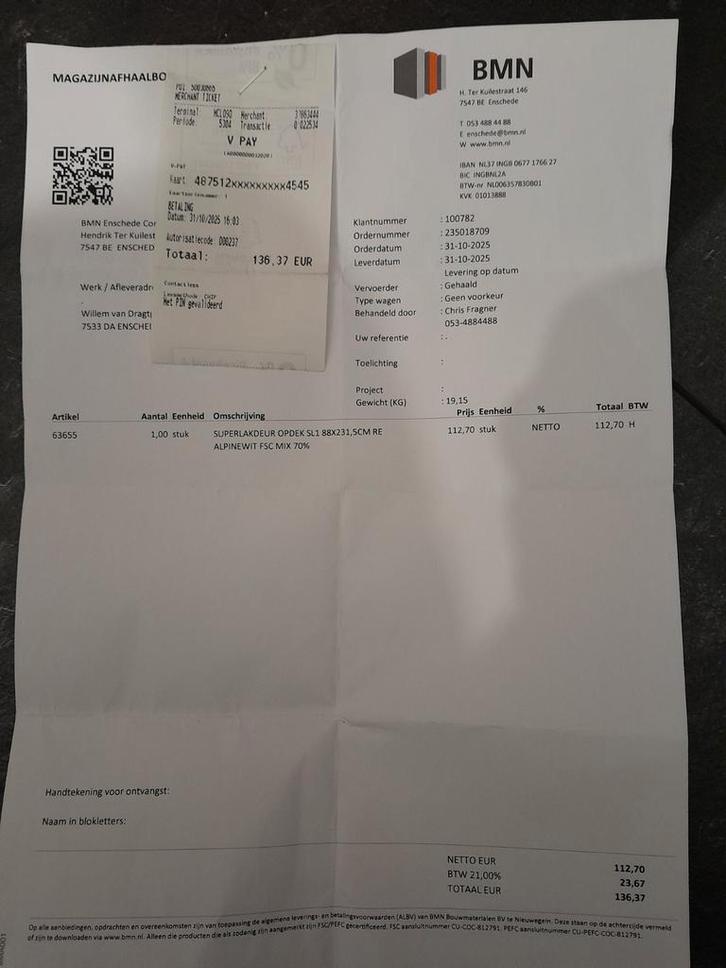 MAGAZIJNAFHAALBO
BMN
H. Ter Kuilestraat 146
7547 BE Enschede
T 053 488 44 88
E enschede@bmn.nl
W www.bmn.nl
IBAN NL37 INGB 0677 1766 27
BIC INGBNL2A
BTW-nr NL006357830B01
KVK 01013888
MERCHANT TICKET
Terminal: Merchant:
Periode: 5304 Transactie:
V PAY
V-PAY
Kaart: 487512xxxxxxxxx4545
BETALING
Datum: 31/10/2025 16:03
Autorisatiecode: D00237
Totaal: 136,37 EUR
Contactless
Leesmethode CHIP
Met PIN gevalideerd
BMN Enschede Cor
Hendrik Ter Kuilest
7547 BE ENSCHED
Werk / Afleveradre
.
Willem van Dragt
7533 DA ENSCHEI
Klantnummer : 100782
Ordernummer : 235018709
Orderdatum : 31-10-2025
Leverdatum : 31-10-2025
Levering op datum
Vervoerder : Gehaald
Type wagen : Geen voorkeur
Behandeld door : Chris Fragner
053-4884488
Uw referentie : .
Toelichting :
Project :
Gewicht (KG) : 19,15
Artikel Aantal Eenheid Omschrijving Prijs Eenheid % Totaal BTW
63655 1,00 stuk SUPERLAKDEUR OPDEK SL1 88X231,5CM RE 112,70 stuk NETTO 112,70 H
ALPINEWIT FSC MIX 70%
Handtekening voor ontvangst:
Naam in blokletters:
NETTO EUR 112,70
BTW 21,00% 23,67
TOTAAL EUR 136,37
Op alle aanbiedingen, opdrachten en overeenkomsten zijn van toepassing de algemene leverings- en betalingsvoorwaarden (ALBV) van BMN Bouwmaterialen BV te Nieuwegein. Deze staan op de achterzijde vermeld
of zijn te downloaden via www.bmn.nl. Alleen die producten die als zodanig zijn aangemerkt zijn FSC/PEFC gecertificeerd. FSC aansluitnummer CU-COC-812791. PEFC aansluitnummer CU-PEFC-COC-812791.